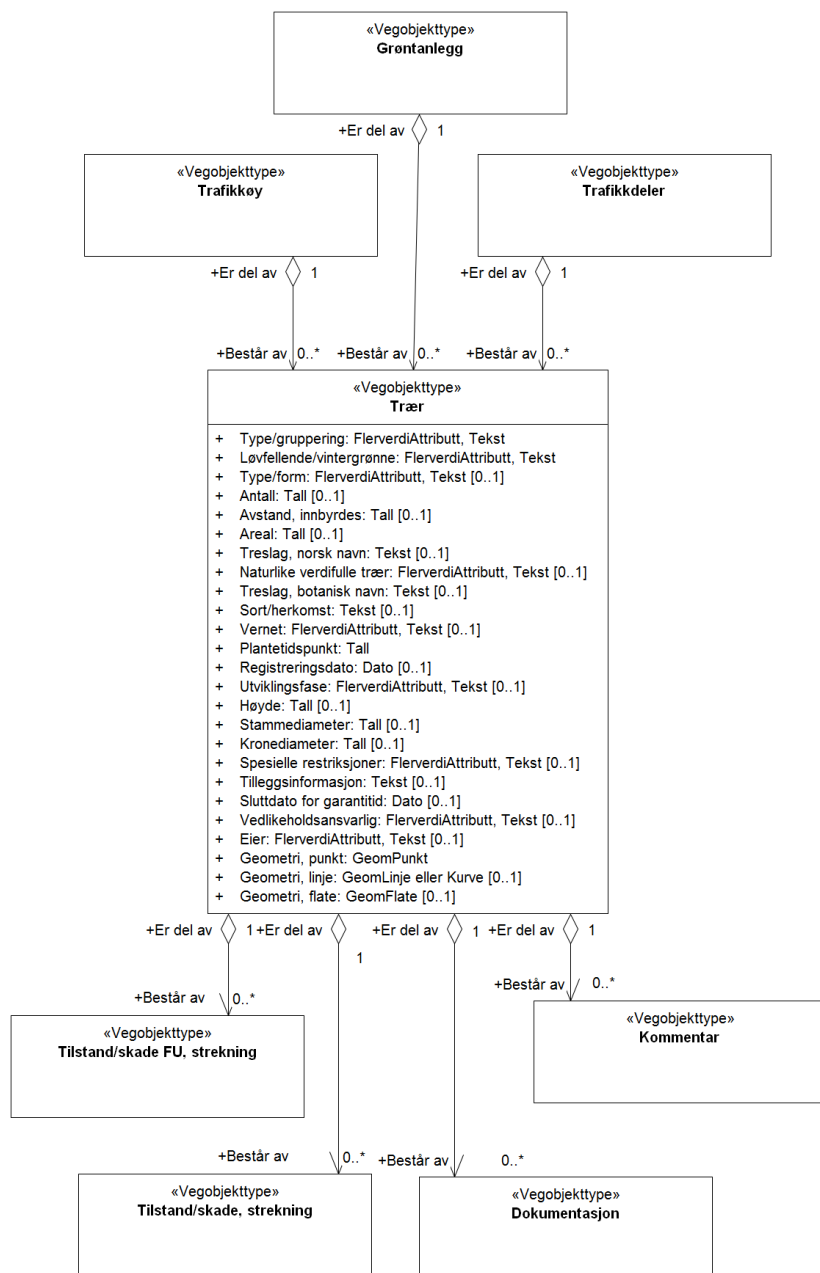 «Vegobjekttype»
Grøntanlegg
+Er del av 1
«Vegobjekttype»
Trafikkøy
«Vegobjekttype»
Trafikkdeler
+Er del av 1
+Er del av 1
+Består av 0..*
+Består av 0..*
+Består av 0..*
«Vegobjekttype»
Trær
+ Type/gruppering: FlerverdiAttributt, Tekst
+ Løvfellende/vintergrønne: FlerverdiAttributt, Tekst
+ Type/form: FlerverdiAttributt, Tekst [0..1]
+ Antall: Tall [0..1]
+ Avstand, innbyrdes: Tall [0..1]
+ Areal: Tall [0..1]
+ Treslag, norsk navn: Tekst [0..1]
+ Naturlike verdifulle trær: FlerverdiAttributt, Tekst [0..1]
+ Treslag, botanisk navn: Tekst [0..1]
+ Sort/herkomst: Tekst [0..1]
+ Vernet: FlerverdiAttributt, Tekst [0..1]
+ Plantetidspunkt: Tall
+ Registreringsdato: Dato [0..1]
+ Utviklingsfase: FlerverdiAttributt, Tekst [0..1]
+ Høyde: Tall [0..1]
+ Stammediameter: Tall [0..1]
+ Kronediameter: Tall [0..1]
+ Spesielle restriksjoner: FlerverdiAttributt, Tekst [0..1]
+ Tilleggsinformasjon: Tekst [0..1]
+ Sluttdato for garantitid: Dato [0..1]
+ Vedlikeholdsansvarlig: FlerverdiAttributt, Tekst [0..1]
+ Eier: FlerverdiAttributt, Tekst [0..1]
+ Geometri, punkt: GeomPunkt
+ Geometri, linje: GeomLinje eller Kurve [0..1]
+ Geometri, flate: GeomFlate [0..1]
+Er del av 1
+Er del av 1
+Er del av 1
+Er del av 1
+Består av 0..*
+Består av 0..*
«Vegobjekttype»
Tilstand/skade FU, strekning
«Vegobjekttype»
Kommentar
+Består av 0..*
+Består av 0..*
«Vegobjekttype»
Tilstand/skade, strekning
«Vegobjekttype»
Dokumentasjon